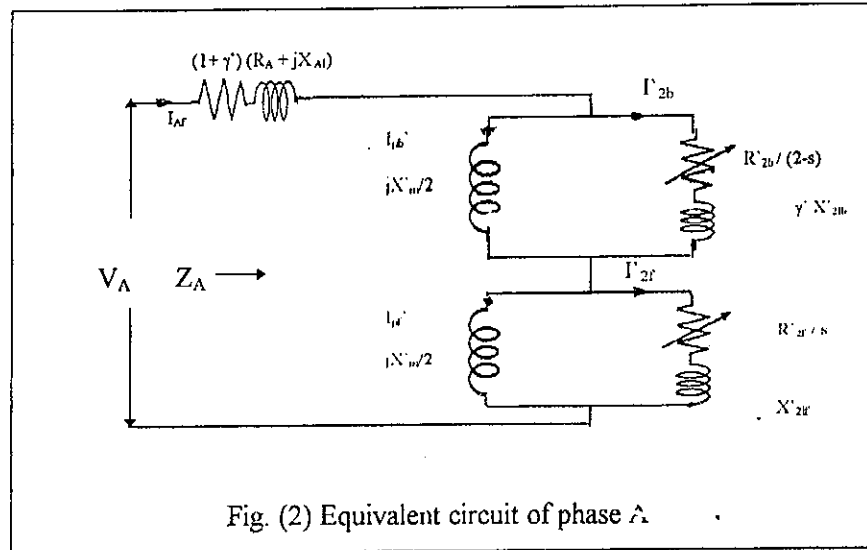 (1+γ') (R_A + jX_Al)
I'_2b
I_Af
R'_2b / (2-s)
jX'_m/2
V_A Z_A
I'_2f
R'_2f / s
jX'_m/2
Fig. (2) Equivalent circuit of phase A